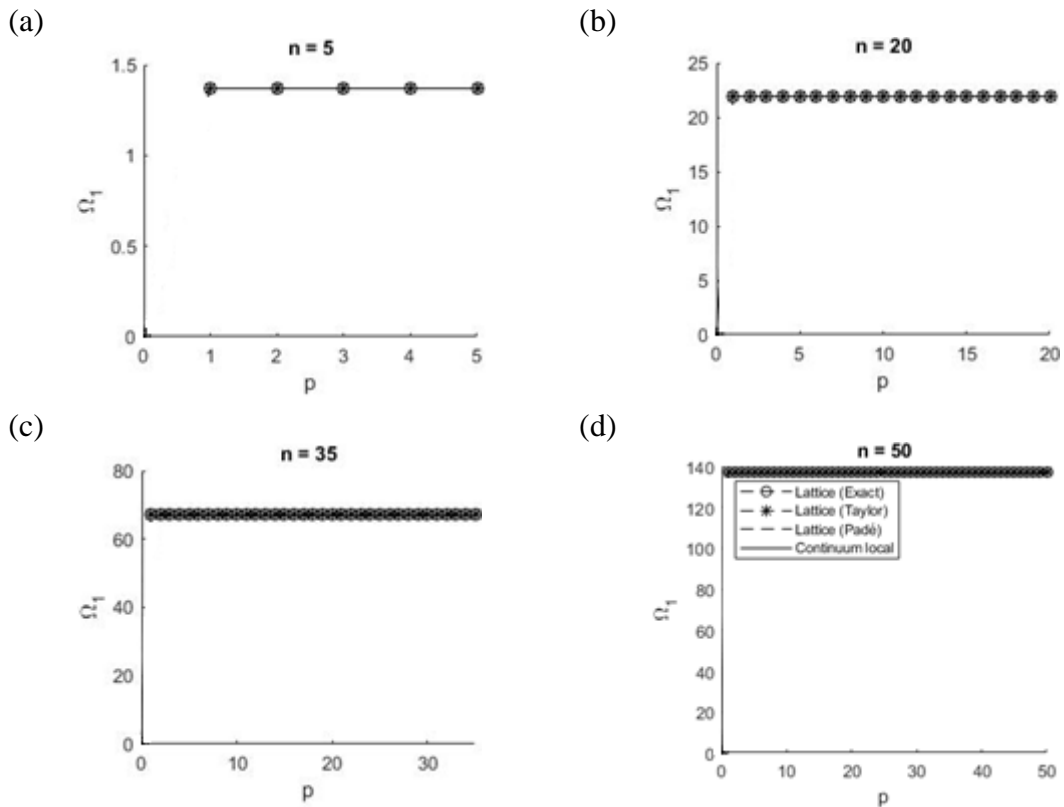 (a)
n = 5
1.5
1
0.5
0
Ω1
0 1 2 3 4 5
p
(b)
n = 20
25
20
15
10
5
0
Ω1
0 5 10 15 20
p
(c)
n = 35
80
60
40
20
0
Ω1
0 10 20 30
p
(d)
n = 50
140
120
100
80
60
40
20
0
Ω1
Lattice (Exact)
Lattice (Taylor)
Lattice (Padé)
Continuum local
0 10 20 30 40 50
p